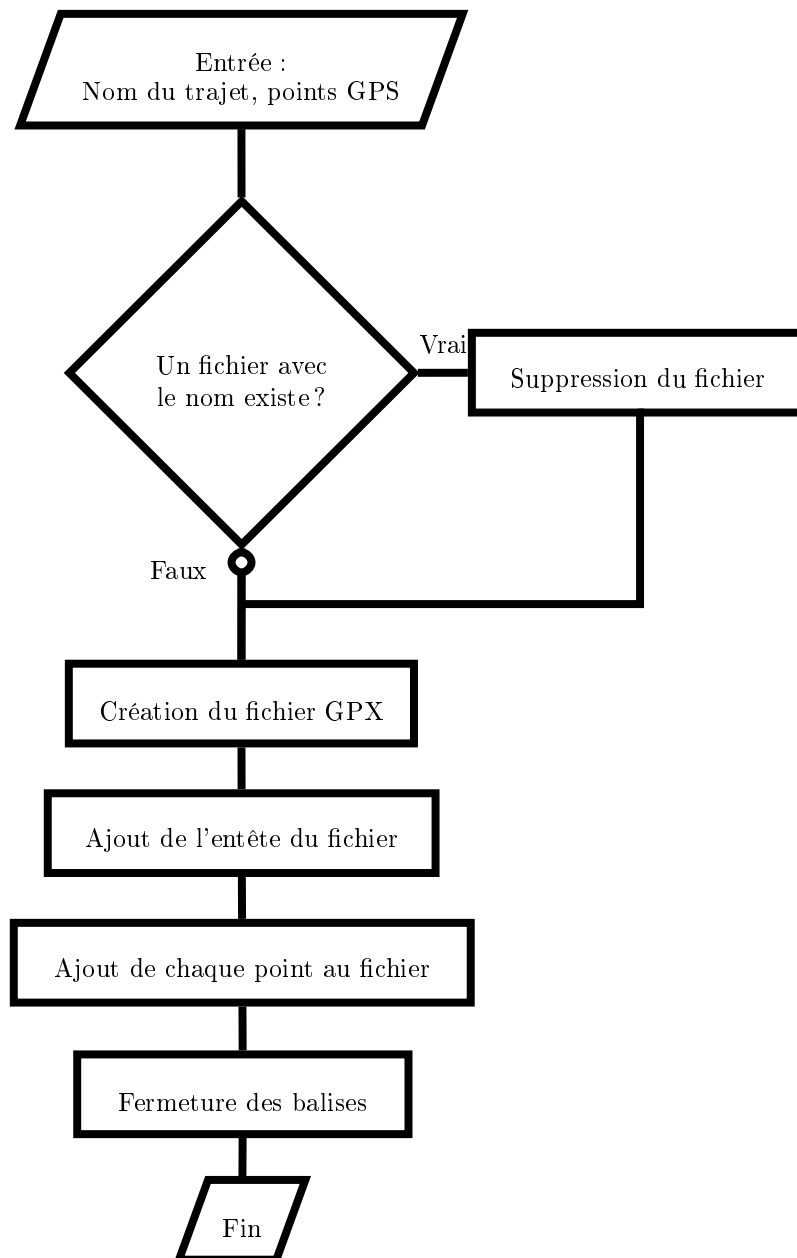 Entrée :
Nom du trajet, points GPS
Un fichier avec
le nom existe ?
Vrai
Suppression du fichier
Faux
Création du fichier GPX
Ajout de l'entête du fichier
Ajout de chaque point au fichier
Fermeture des balises
Fin